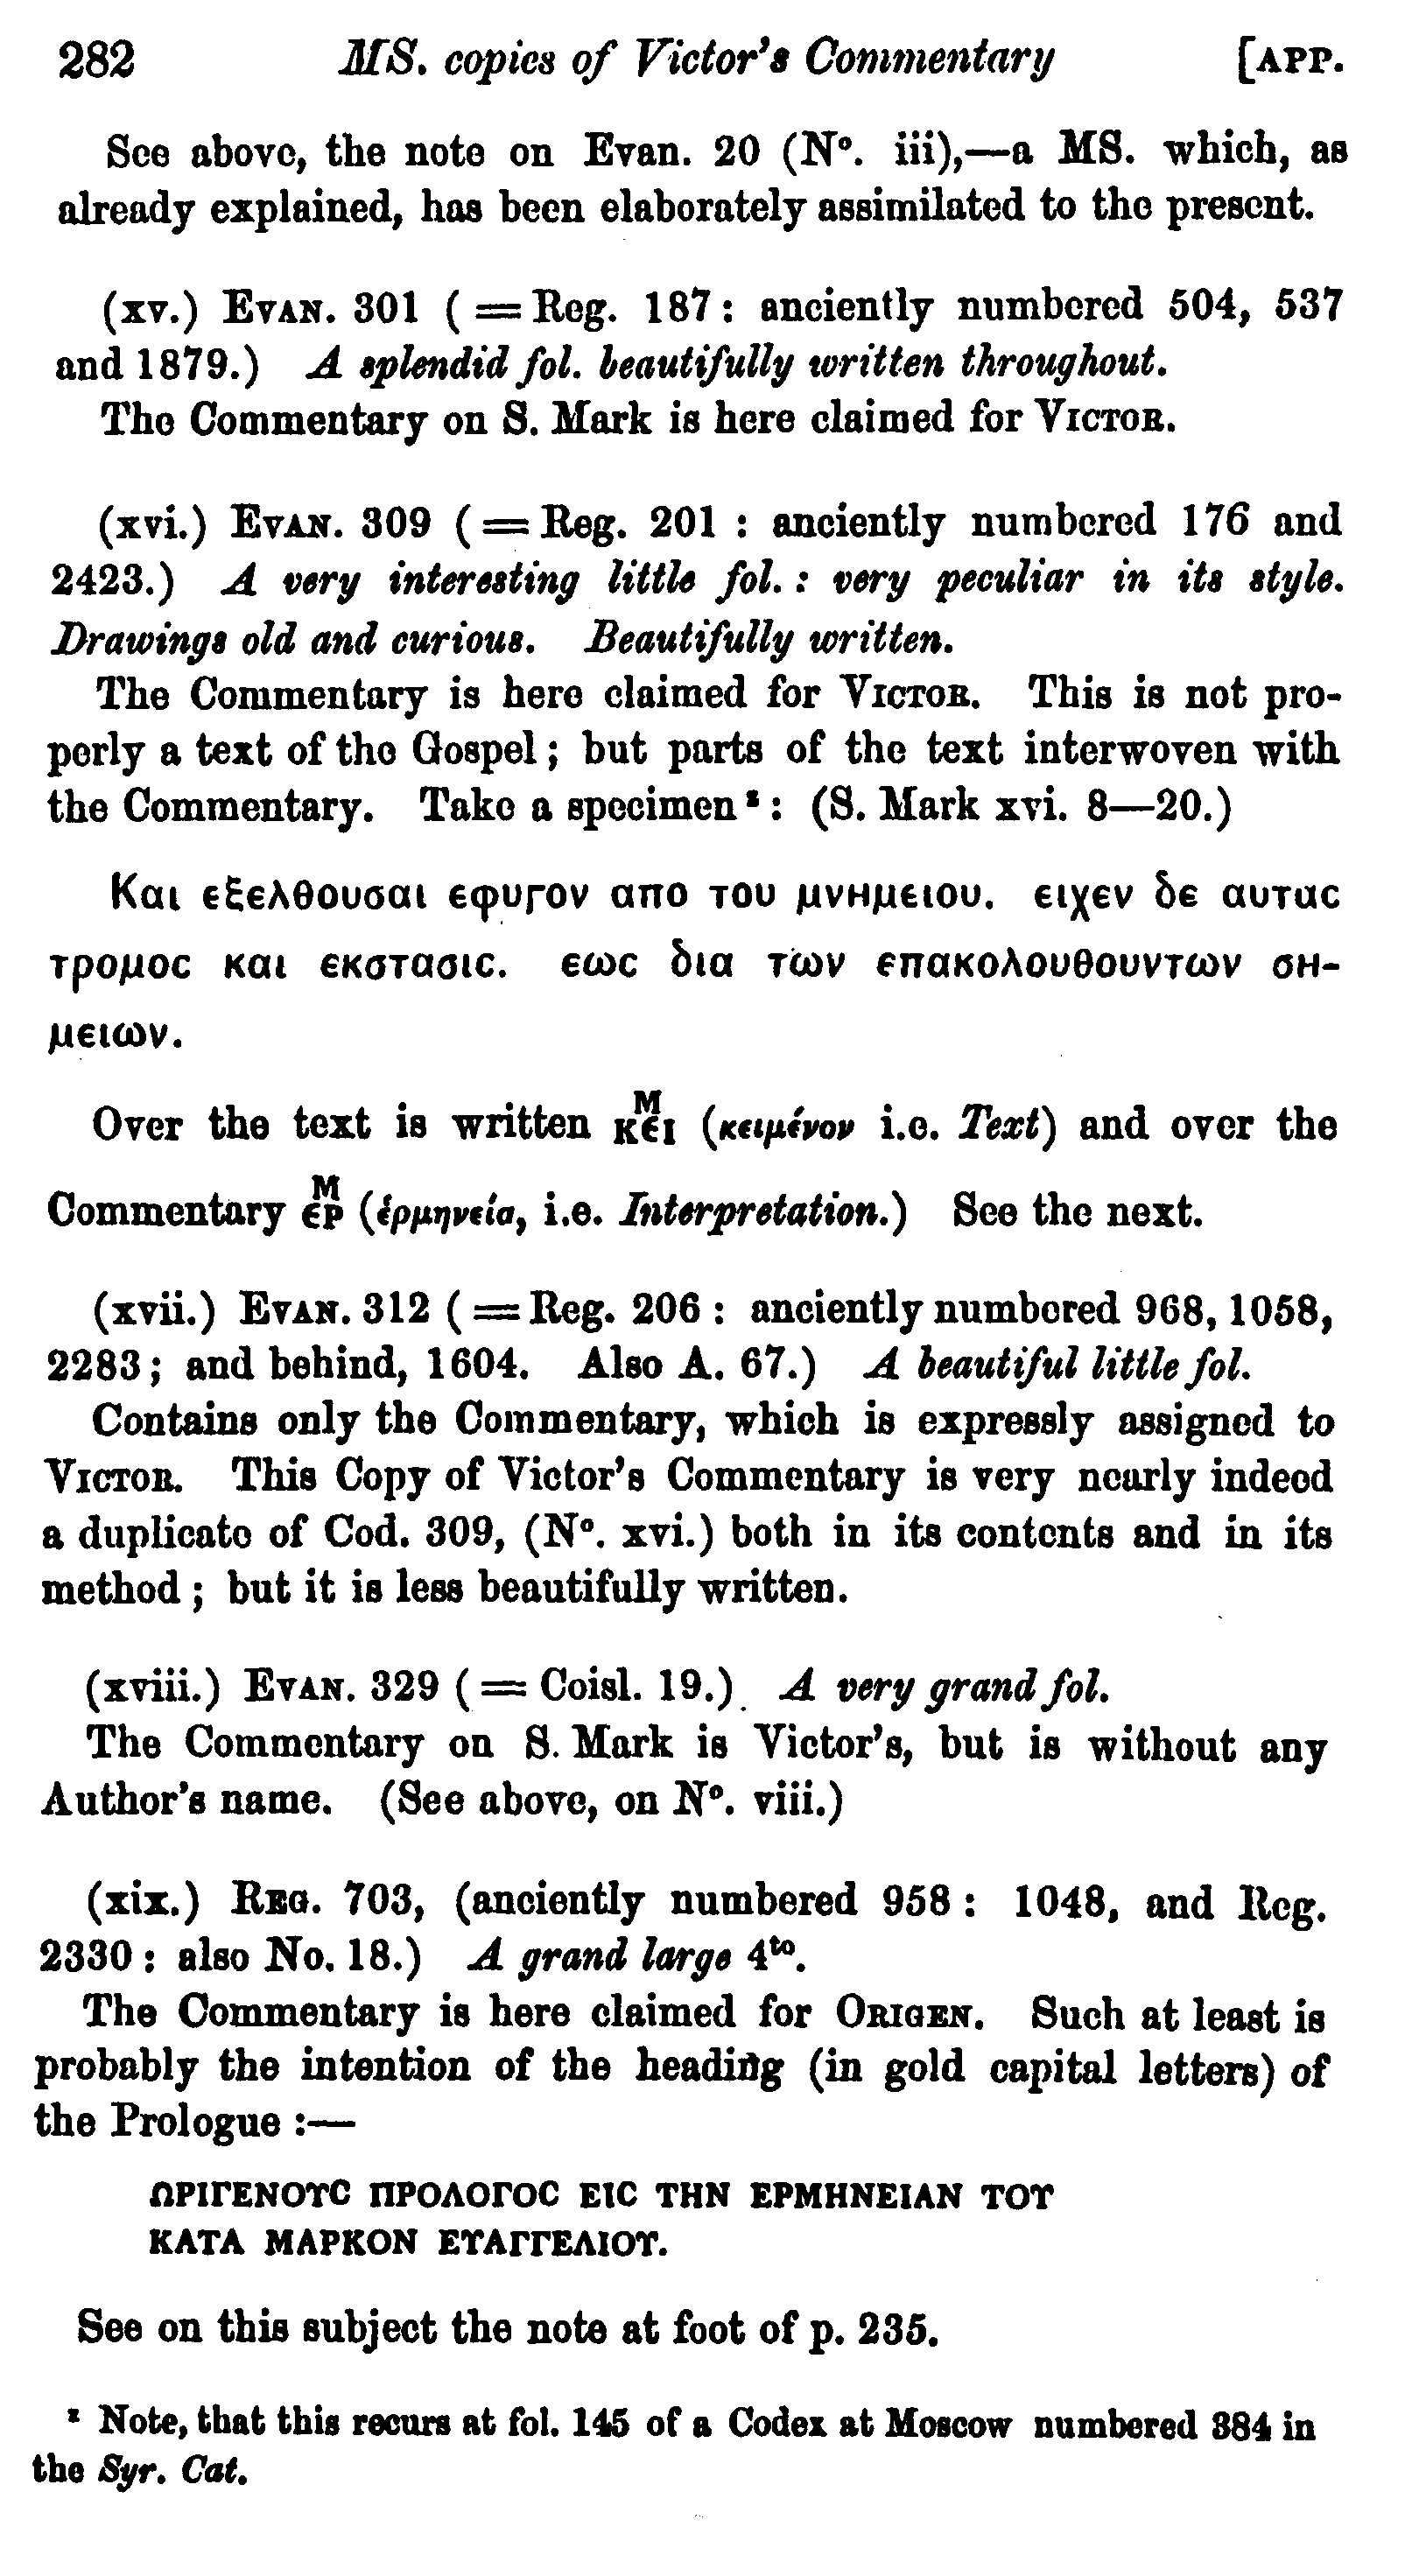 282 MS. copies of Victor's Commentary [APP.
See above, the note on Evan. 20 (Nº. iii),—a MS. which, as
already explained, has been elaborately assimilated to the present.
(xv.) EVAN. 301 ( = Reg. 187 : anciently numbered 504, 537
and 1879.) A splendid fol. beautifully written throughout.
The Commentary on S. Mark is here claimed for VICTOR.
(xvi.) EVAN. 309 ( = Reg. 201 : anciently numbered 176 and
2423.) A very interesting little fol. : very peculiar in its style.
Drawings old and curious. Beautifully written.
The Commentary is here claimed for VICTOR. This is not pro-
perly a text of the Gospel ; but parts of the text interwoven with
the Commentary. Take a specimen ᶻ : (S. Mark xvi. 8—20.)
Και εξελθουσαι εφυγον απο του μνημειου. ειχεν δε αυταϲ
τρομοϲ και εκστασιϲ. εωϲ δια των επακολουθουντων ση-
μειων.
Over the text is written κεῑᴹ (κειμένον i.e. Text) and over the
Commentary ερᴹ (ἑρμηνεία, i.e. Interpretation.) See the next.
(xvii.) EVAN. 312 ( = Reg. 206 : anciently numbered 968, 1058,
2283 ; and behind, 1604. Also A. 67.) A beautiful little fol.
Contains only the Commentary, which is expressly assigned to
VICTOR. This Copy of Victor's Commentary is very nearly indeed
a duplicate of Cod. 309, (Nº. xvi.) both in its contents and in its
method ; but it is less beautifully written.
(xviii.) EVAN. 329 ( = Coisl. 19.) A very grand fol.
The Commentary on S. Mark is Victor's, but is without any
Author's name. (See above, on Nº. viii.)
(xix.) REG. 703, (anciently numbered 958 : 1048, and Reg.
2330 : also No. 18.) A grand large 4ᵗᵒ.
The Commentary is here claimed for ORIGEN. Such at least is
probably the intention of the heading (in gold capital letters) of
the Prologue :—
ΩΡΙΓΕΝΟΥϹ ΠΡΟΛΟΓΟϹ ΕΙϹ ΤΗΝ ΕΡΜΗΝΕΙΑΝ ΤΟΥ
ΚΑΤΑ ΜΑΡΚΟΝ ΕΥΑΓΓΕΛΙΟΥ.
See on this subject the note at foot of p. 235.
ᶻ Note, that this recurs at fol. 145 of a Codex at Moscow numbered 384 in
the Syr. Cat.